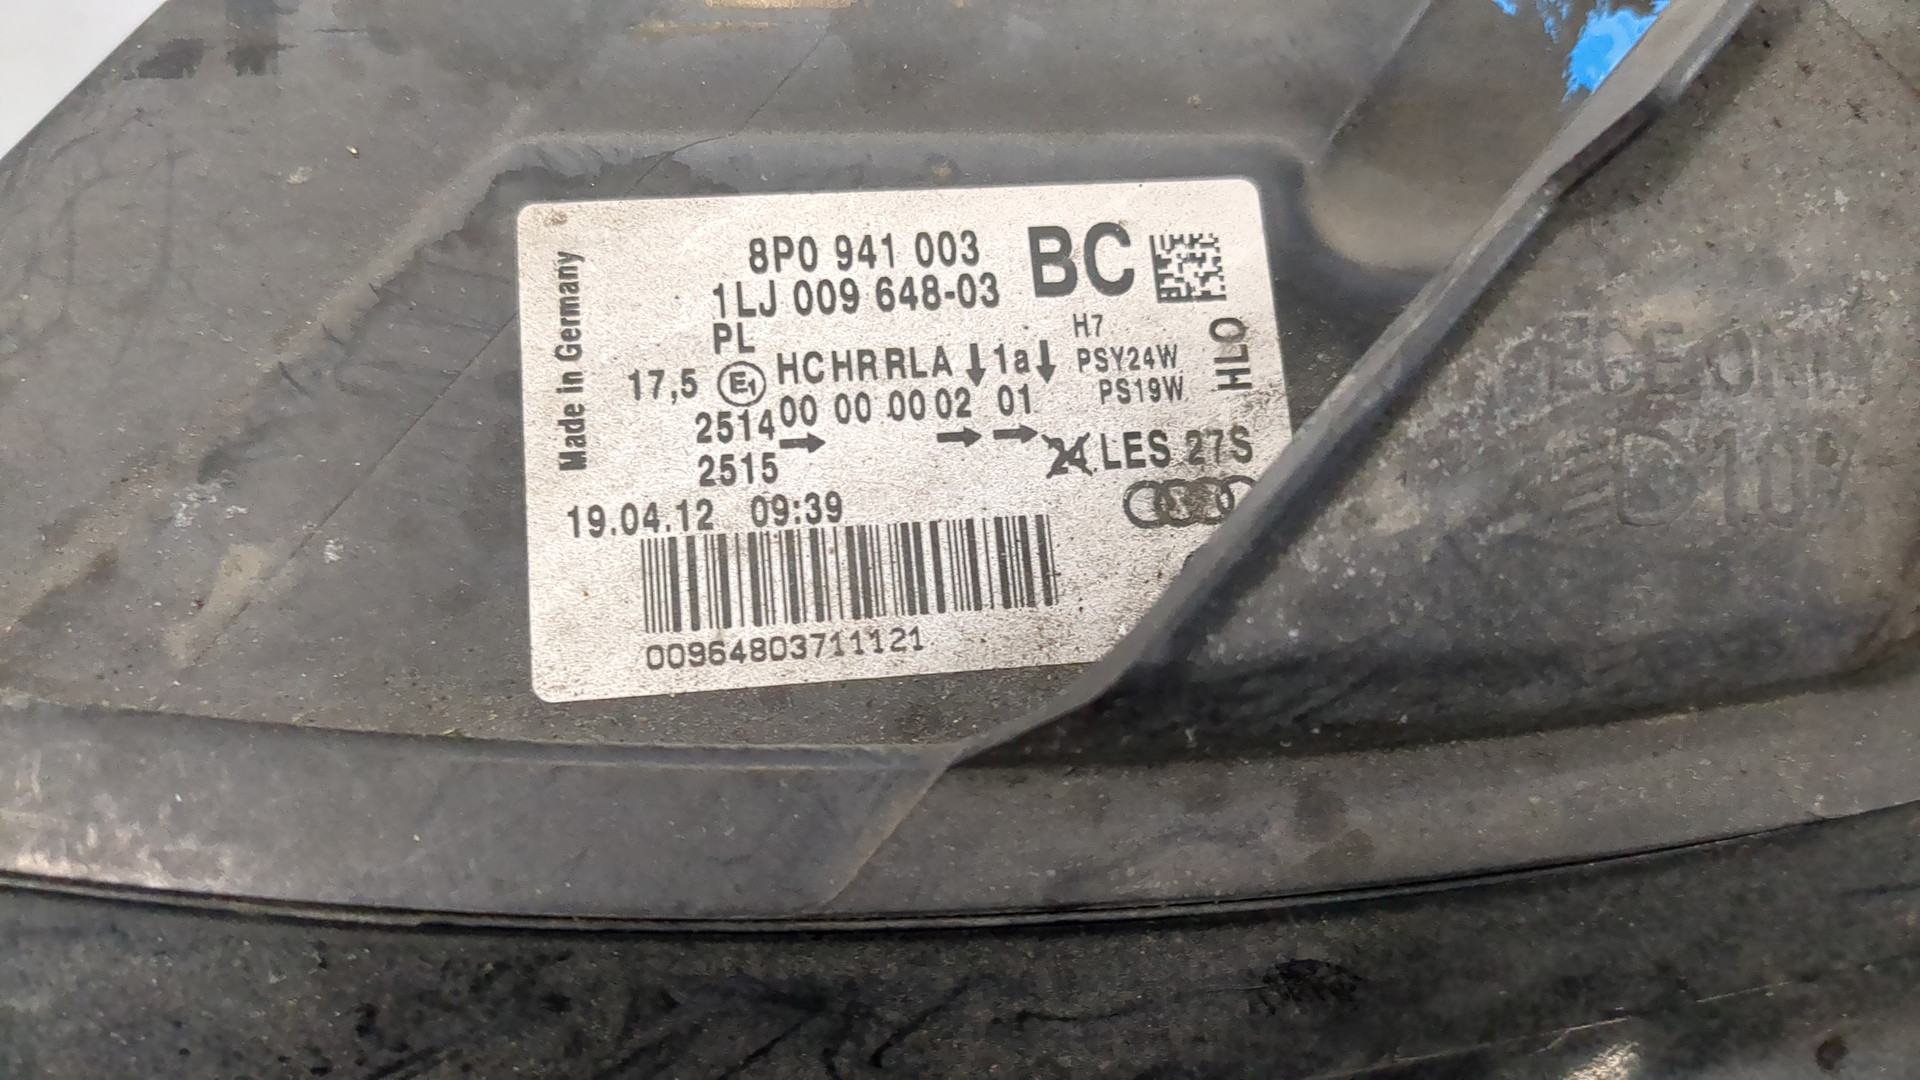 Made in Germany
8P0 941 003 BC
1LJ 009 648-03
PL
H7
17,5 E1 HCHRRLA ↓1a↓ PSY24W
00 00 00 02 01 PS19W
HLO
2514 → → →
2515
24 LES 27S
19.04.12 09:39
00964803711121